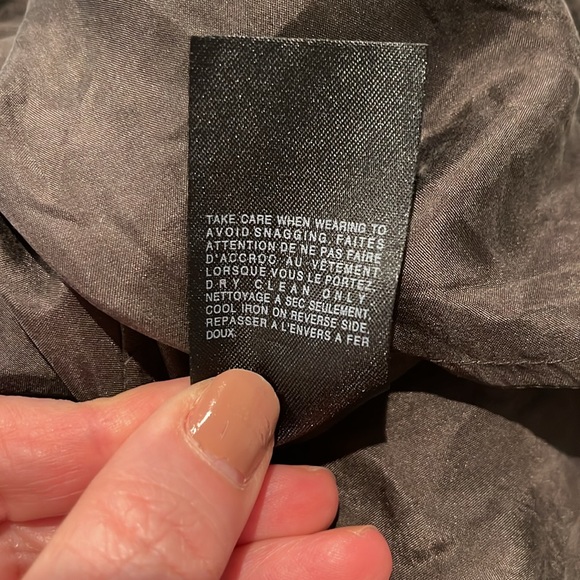 TAKE CARE WHEN WEARING TO
AVOID SNAGGING. FAITES
ATTENTION DE NE PAS FAIRE
D'ACCROC AU VÊTEMENT
LORSQUE VOUS LE PORTEZ.
DRY CLEAN ONLY.
NETTOYAGE A SEC SEULEMENT.
COOL IRON ON REVERSE SIDE.
REPASSER A L'ENVERS A FER
DOUX.